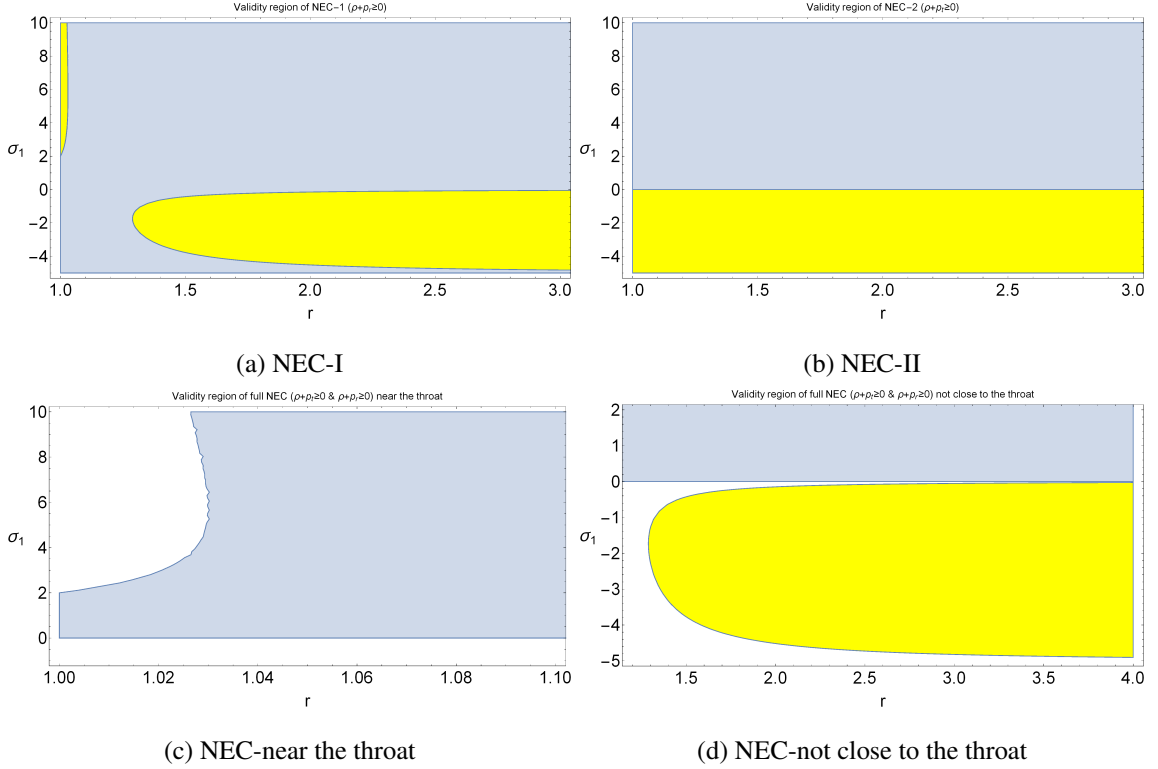 Validity region of NEC−1 (ρ+pr≥0)
10
8
6
4
2
0
−2
−4
σ1
1.0 1.5 2.0 2.5 3.0
r
(a) NEC-I
Validity region of NEC−2 (ρ+pt≥0)
10
8
6
4
2
0
−2
−4
σ1
1.0 1.5 2.0 2.5 3.0
r
(b) NEC-II
Validity region of full NEC (ρ+pt≥0 & ρ+pr≥0) near the throat
10
8
6
4
2
0
σ1
1.00 1.02 1.04 1.06 1.08 1.10
r
(c) NEC-near the throat
Validity region of full NEC (ρ+pt≥0 & ρ+pr≥0) not close to the throat
2
1
0
−1
−2
−3
−4
−5
σ1
1.5 2.0 2.5 3.0 3.5 4.0
r
(d) NEC-not close to the throat